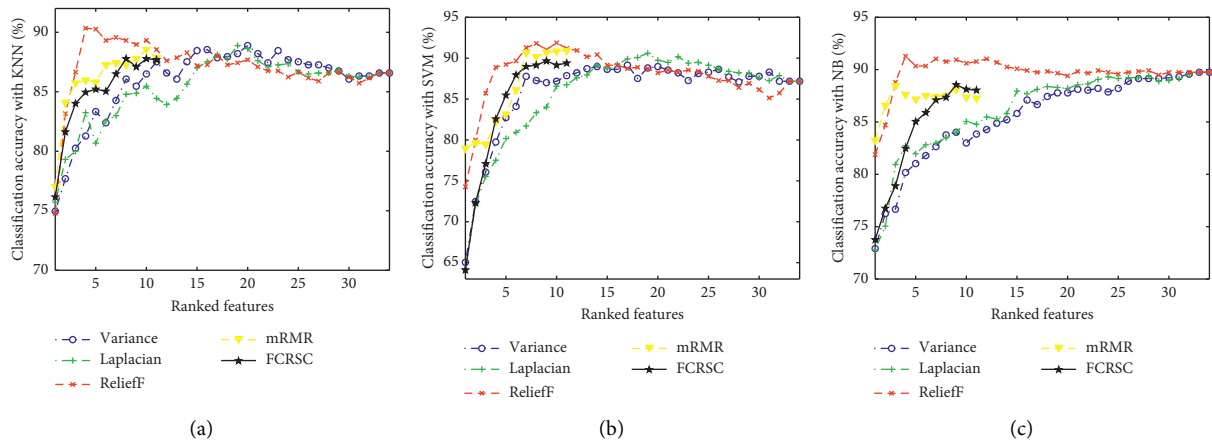 Classification accuracy with KNN (%)
90
85
80
75
70
5 10 15 20 25 30
Ranked features
Variance
Laplacian
ReliefF
mRMR
FCRSC
(a)
Classification accuracy with SVM (%)
95
90
85
80
75
70
65
5 10 15 20 25 30
Ranked features
Variance
Laplacian
ReliefF
mRMR
FCRSC
(b)
Classification accuracy with NB (%)
95
90
85
80
75
70
5 10 15 20 25 30
Ranked features
Variance
Laplacian
ReliefF
mRMR
FCRSC
(c)